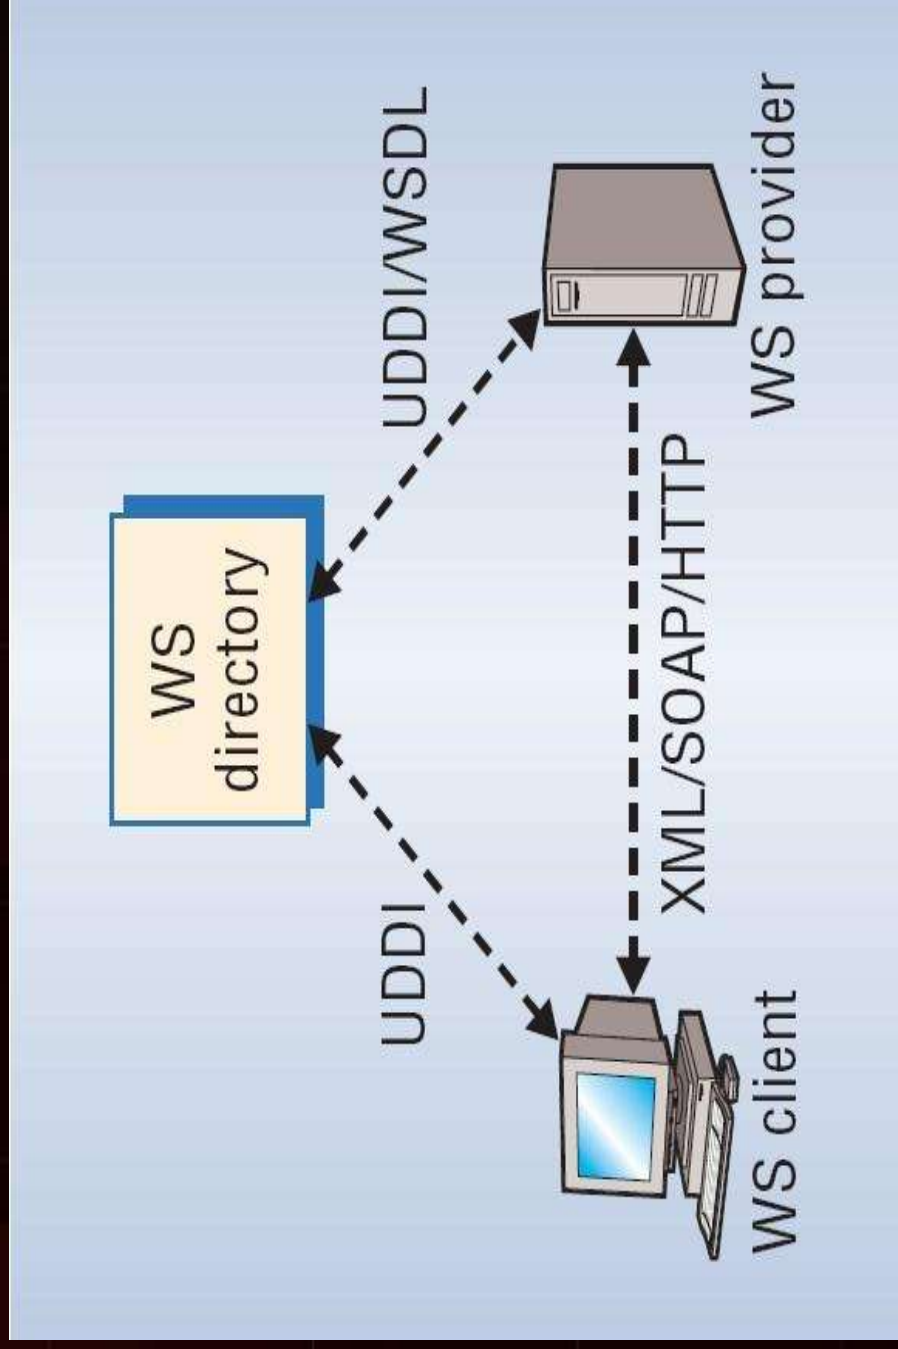 WS
directory
UDDI
UDDI/WSDL
XML/SOAP/HTTP
WS client
WS provider